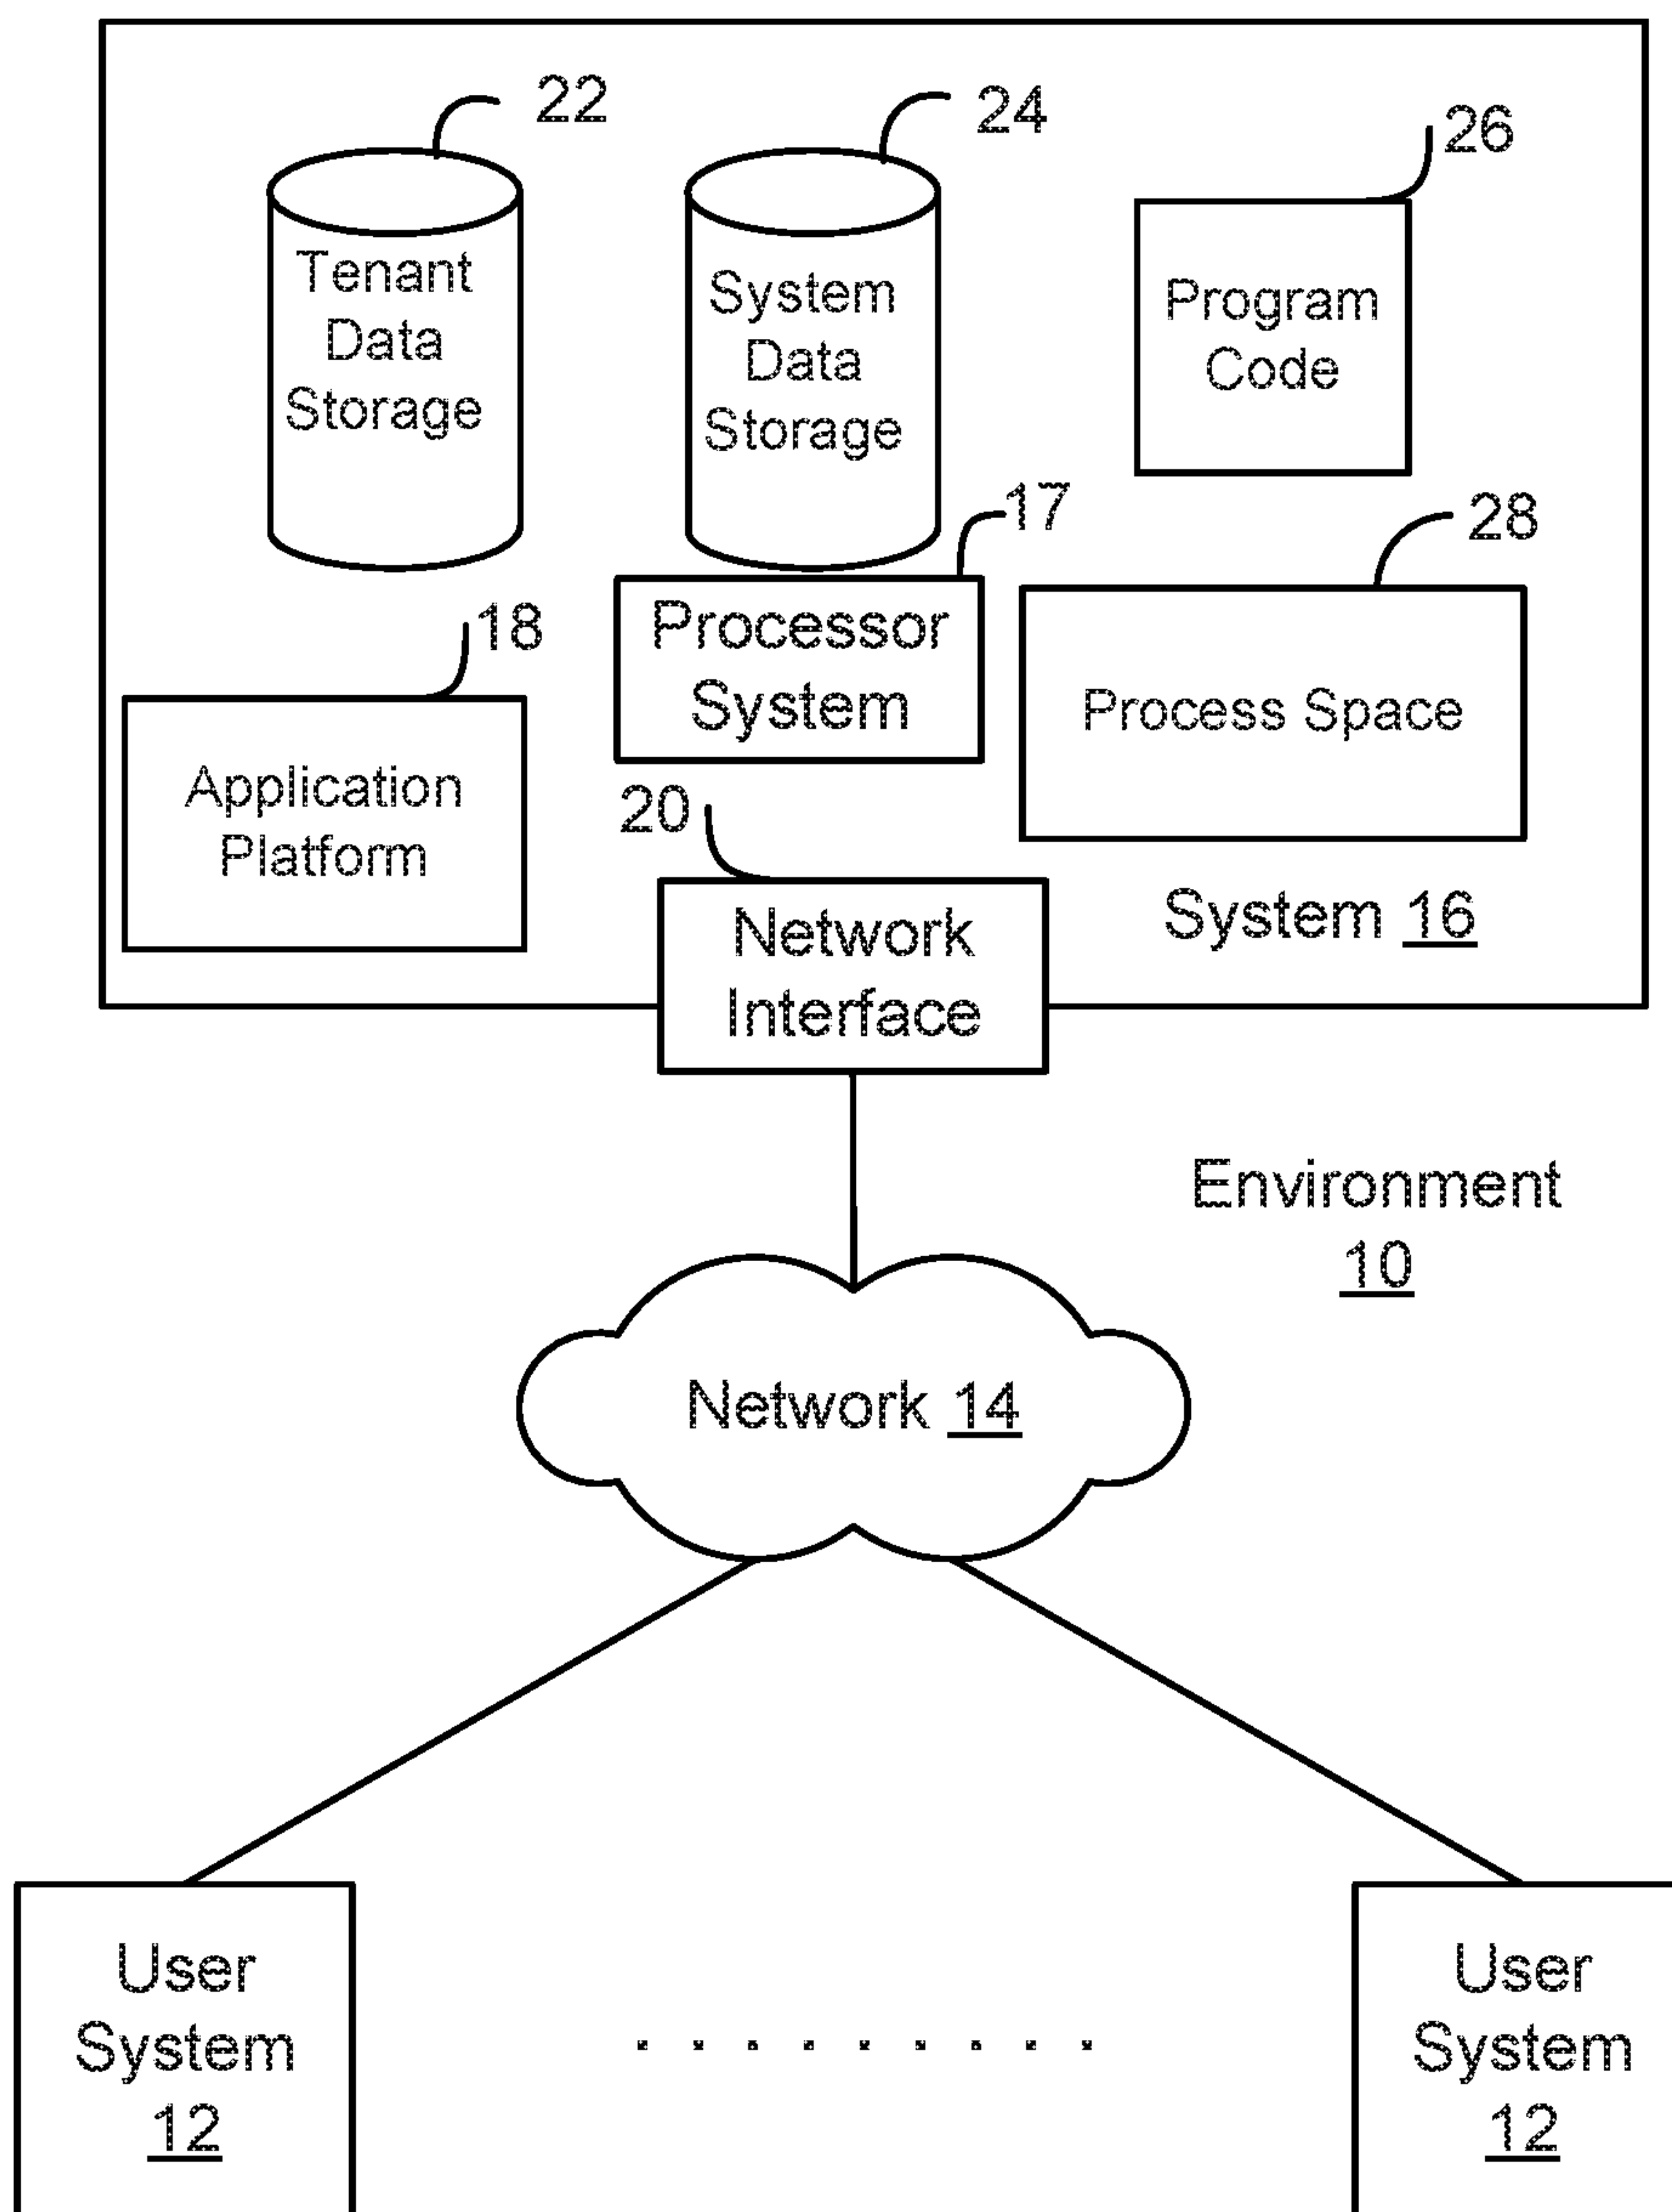 22
24
26
Tenant
Data
Storage
System
Data
Storage
Program
Code
17
28
18
Processor
System
Process Space
Application
Platform
20
Network
Interface
System 16
Environment
10
Network 14
User
System
12
User
System
12